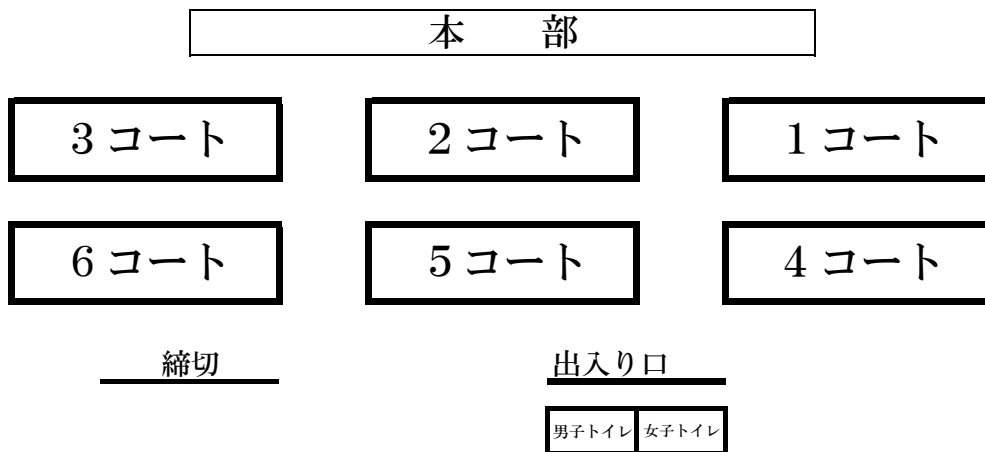 本　　部
3 コート　2 コート　1 コート
6 コート　5 コート　4 コート
締切　出入り口
男子トイレ　女子トイレ